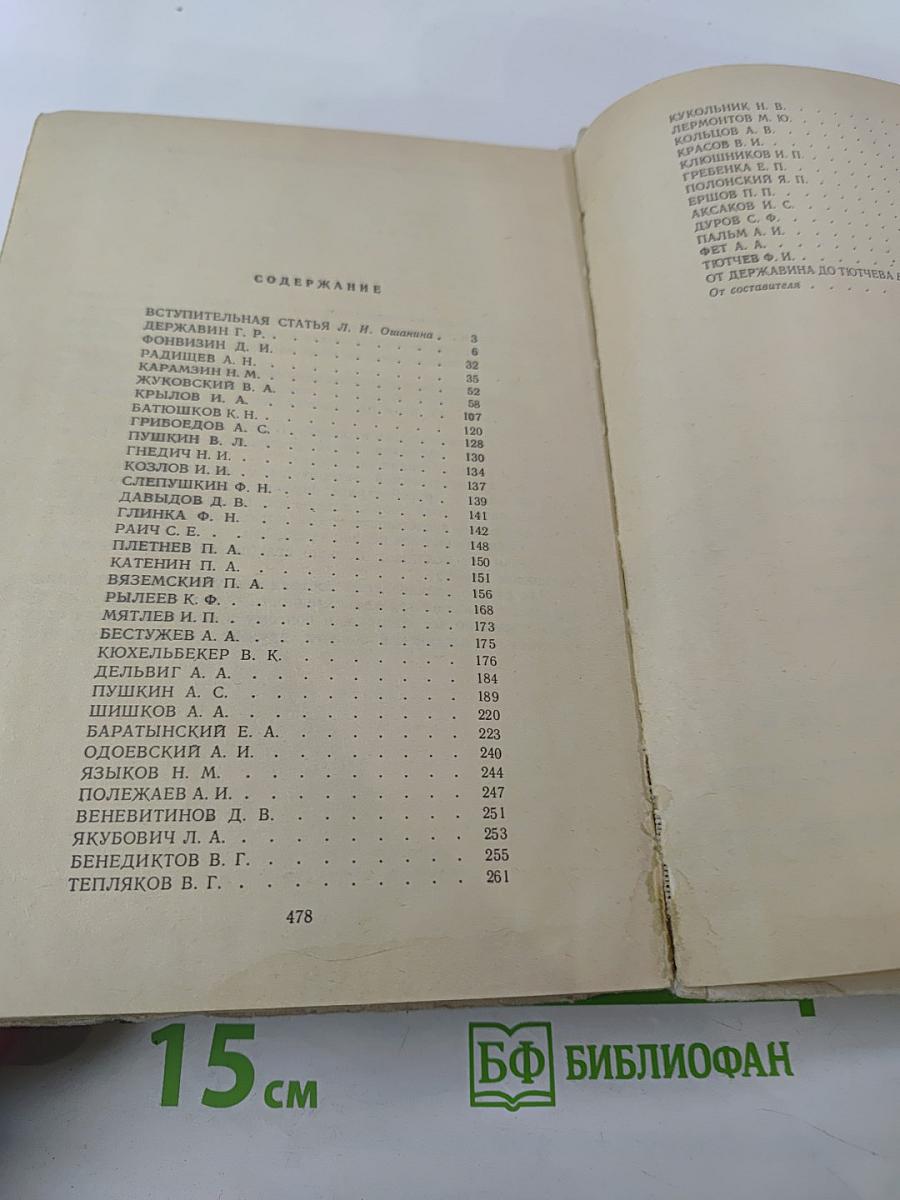 СОДЕРЖАНИЕ
ВСТУПИТЕЛЬНАЯ СТАТЬЯ Л. И. Ошанина . 3
ДЕРЖАВИН Г. Р. . . . . . . . . . 6
ФОНВИЗИН Д. И. . . . . . . . . . 32
РАДИЩЕВ А. Н. . . . . . . . . . 35
КАРАМЗИН Н. М. . . . . . . . . . 52
ЖУКОВСКИЙ В. А. . . . . . . . . . 58
КРЫЛОВ И. А. . . . . . . . . . 107
БАТЮШКОВ К. Н. . . . . . . . . . 120
ГРИБОЕДОВ А. С. . . . . . . . . . 128
ПУШКИН В. Л. . . . . . . . . . 130
ГНЕДИЧ Н. И. . . . . . . . . . 134
КОЗЛОВ И. И. . . . . . . . . . 137
СЛЕПУШКИН Ф. Н. . . . . . . . . . 139
ДАВЫДОВ Д. В. . . . . . . . . . 141
ГЛИНКА Ф. Н. . . . . . . . . . 142
РАИЧ С. Е. . . . . . . . . . 148
ПЛЕТНЕВ П. А. . . . . . . . . . 150
КАТЕНИН П. А. . . . . . . . . . 151
ВЯЗЕМСКИЙ П. А. . . . . . . . . . 156
РЫЛЕЕВ К. Ф. . . . . . . . . . 168
МЯТЛЕВ И. П. . . . . . . . . . 173
БЕСТУЖЕВ А. А. . . . . . . . . . 175
КЮХЕЛЬБЕКЕР В. К. . . . . . . . . . 176
ДЕЛЬВИГ А. А. . . . . . . . . . 184
ПУШКИН А. С. . . . . . . . . . 189
ШИШКОВ А. А. . . . . . . . . . 220
БАРАТЫНСКИЙ Е. А. . . . . . . . . . 223
ОДОЕВСКИЙ А. И. . . . . . . . . . 240
ЯЗЫКОВ Н. М. . . . . . . . . . 244
ПОЛЕЖАЕВ А. И. . . . . . . . . . 247
ВЕНЕВИТИНОВ Д. В. . . . . . . . . . 251
ЯКУБОВИЧ Л. А. . . . . . . . . . 253
БЕНЕДИКТОВ В. Г. . . . . . . . . . 255
ТЕПЛЯКОВ В. Г. . . . . . . . . . 261
478
КУКОЛЬНИК Н. В. . . . .
ЛЕРМОНТОВ М. Ю. . . . .
КОЛЬЦОВ А. В. . . . .
КРАСОВ В. И. . . . .
КЛЮШНИКОВ И. П. . . . .
ГРЕБЕНКА Е. П. . . . .
ПОЛОНСКИЙ Я. П. . . . .
ЕРШОВ П. П. . . . .
АКСАКОВ И. С. . . . .
ДУРОВ С. Ф. . . . .
ПАЛЬМ А. И. . . . .
ФЕТ А. А. . . . .
ТЮТЧЕВ Ф. И. . . . .
ОТ ДЕРЖАВИНА ДО ТЮТЧЕВА
От составителя . . . . .
15 см
БФ БИБЛИОФАН